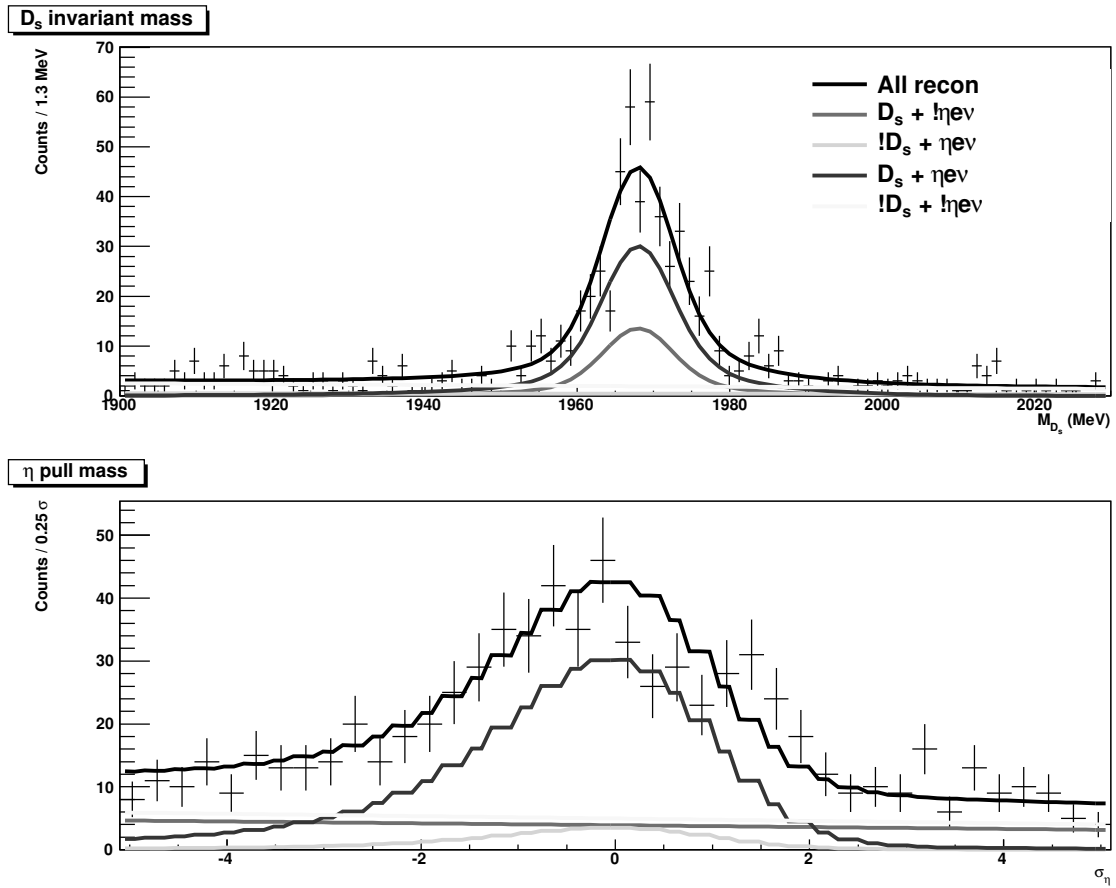 Dₛ invariant mass
Counts / 1.3 MeV
70
60
50
40
30
20
10
0
1900 1920 1940 1960 1980 2000 2020
M_Dₛ (MeV)
All recon
Dₛ + !ηeν
!Dₛ + ηeν
Dₛ + ηeν
!Dₛ + !ηeν
η pull mass
Counts / 0.25 σ
50
40
30
20
10
0
-4 -2 0 2 4
σ_η